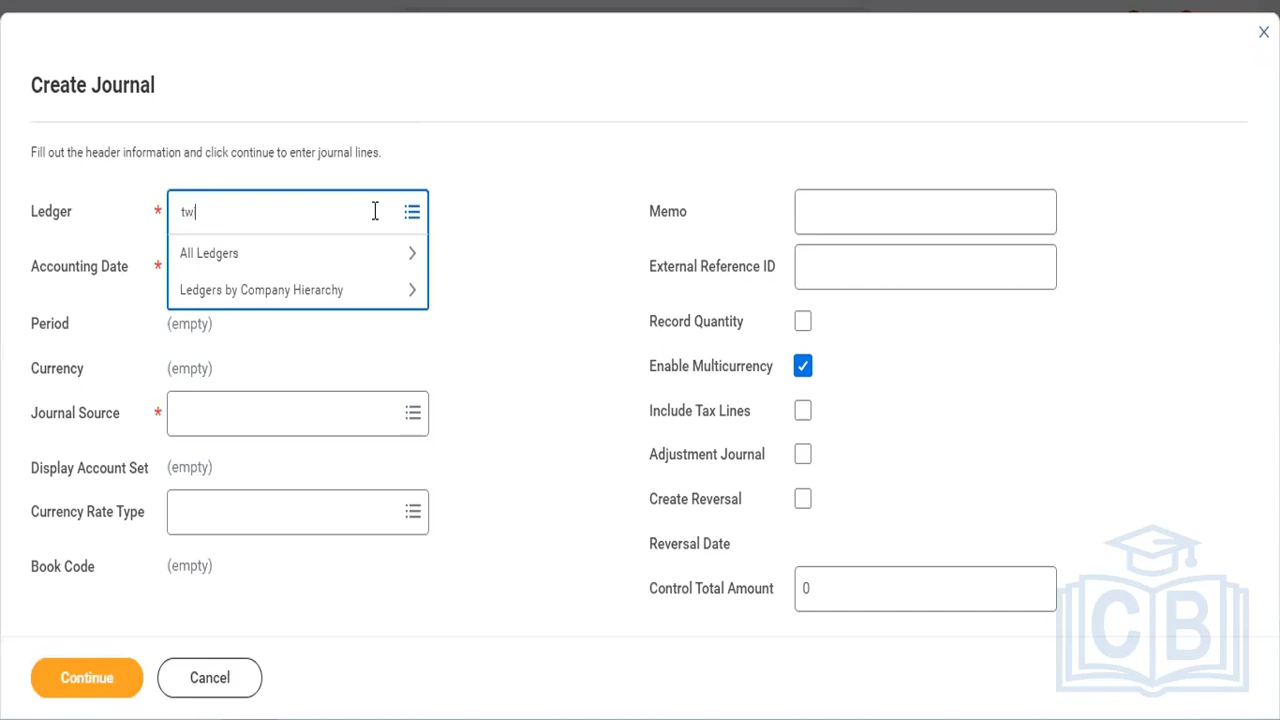 X
Create Journal
Fill out the header information and click continue to enter journal lines.
Ledger * tw
All Ledgers
Ledgers by Company Hierarchy
Accounting Date *
Period (empty)
Currency (empty)
Journal Source *
Display Account Set (empty)
Currency Rate Type
Book Code (empty)
Memo
External Reference ID
Record Quantity
Enable Multicurrency
Include Tax Lines
Adjustment Journal
Create Reversal
Reversal Date
Control Total Amount 0
Continue Cancel
CB